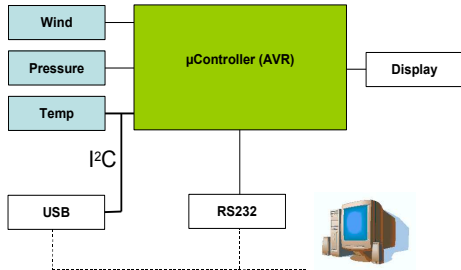 Wind
µController (AVR)
Pressure
Display
Temp
I²C
USB
RS232